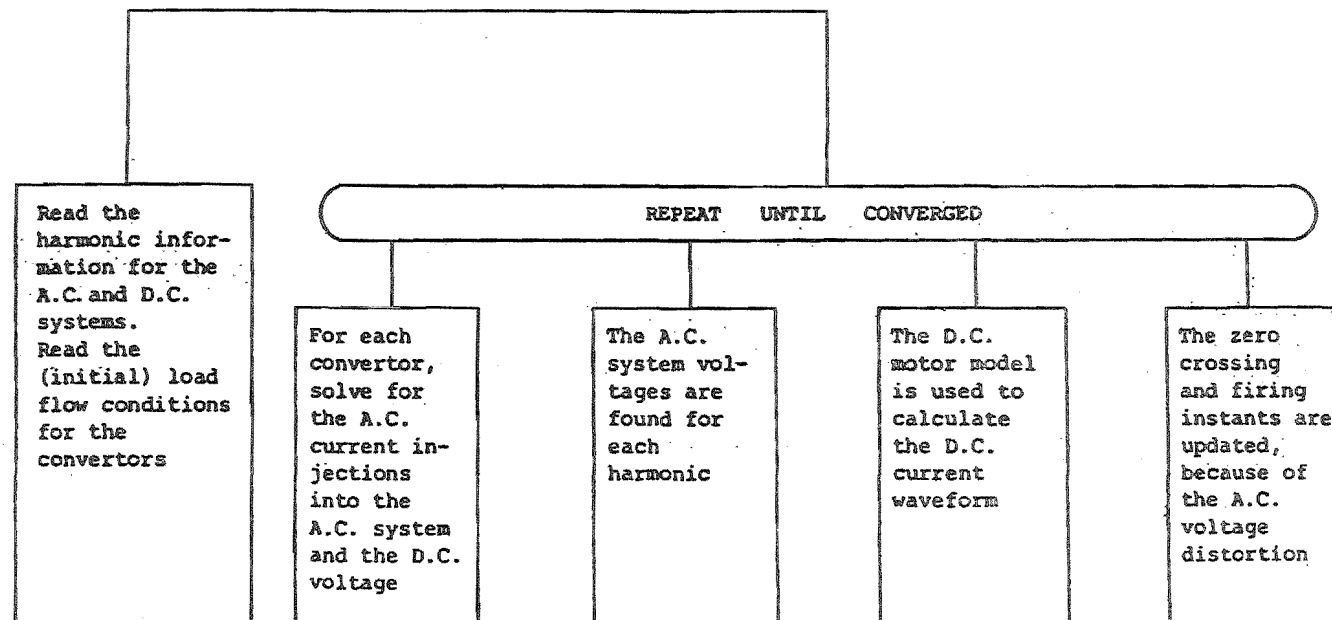 Read the
harmonic infor-
mation for the
A.C. and D.C.
systems.
Read the
(initial) load
flow conditions
for the
convertors
REPEAT UNTIL CONVERGED
For each
convertor,
solve for
the A.C.
current in-
jections
into the
A.C. system
and the D.C.
voltage
The A.C.
system vol-
tages are
found for
each
harmonic
The D.C.
motor model
is used to
calculate
the D.C.
current
waveform
The zero
crossing
and firing
instants are
updated,
because of
the A.C.
voltage
distortion